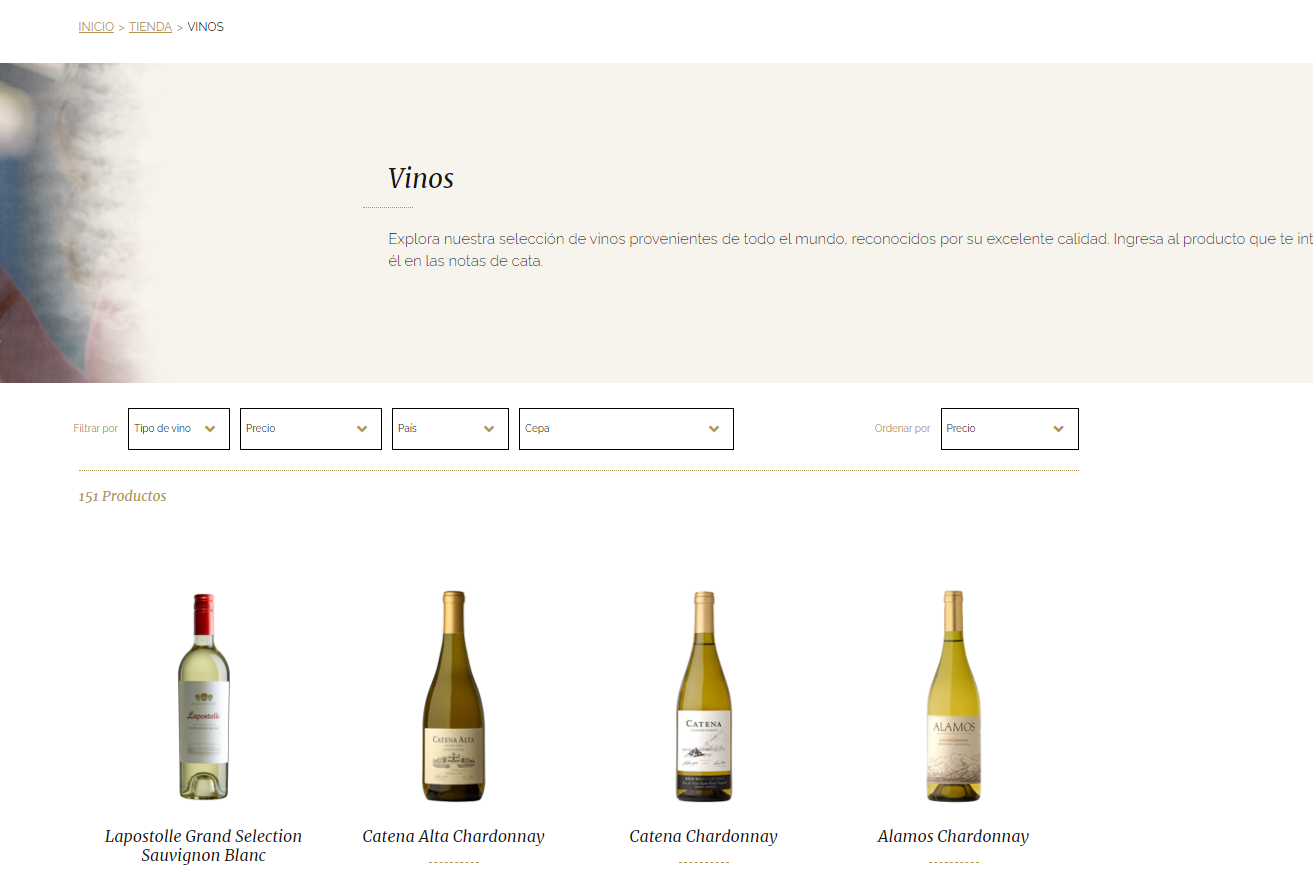 INICIO > TIENDA > VINOS
Vinos
Explora nuestra selección de vinos provenientes de todo el mundo, reconocidos por su excelente calidad. Ingresa al producto que te int
él en las notas de cata.
Filtrar por Tipo de vino Precio País Cepa Ordenar por Precio
151 Productos
Lapostolle
CATENA ALTA
CATENA
CHARDONNAY
ALAMOS
CHARDONNAY
Lapostolle Grand Selection
Sauvignon Blanc
Catena Alta Chardonnay
Catena Chardonnay
Alamos Chardonnay